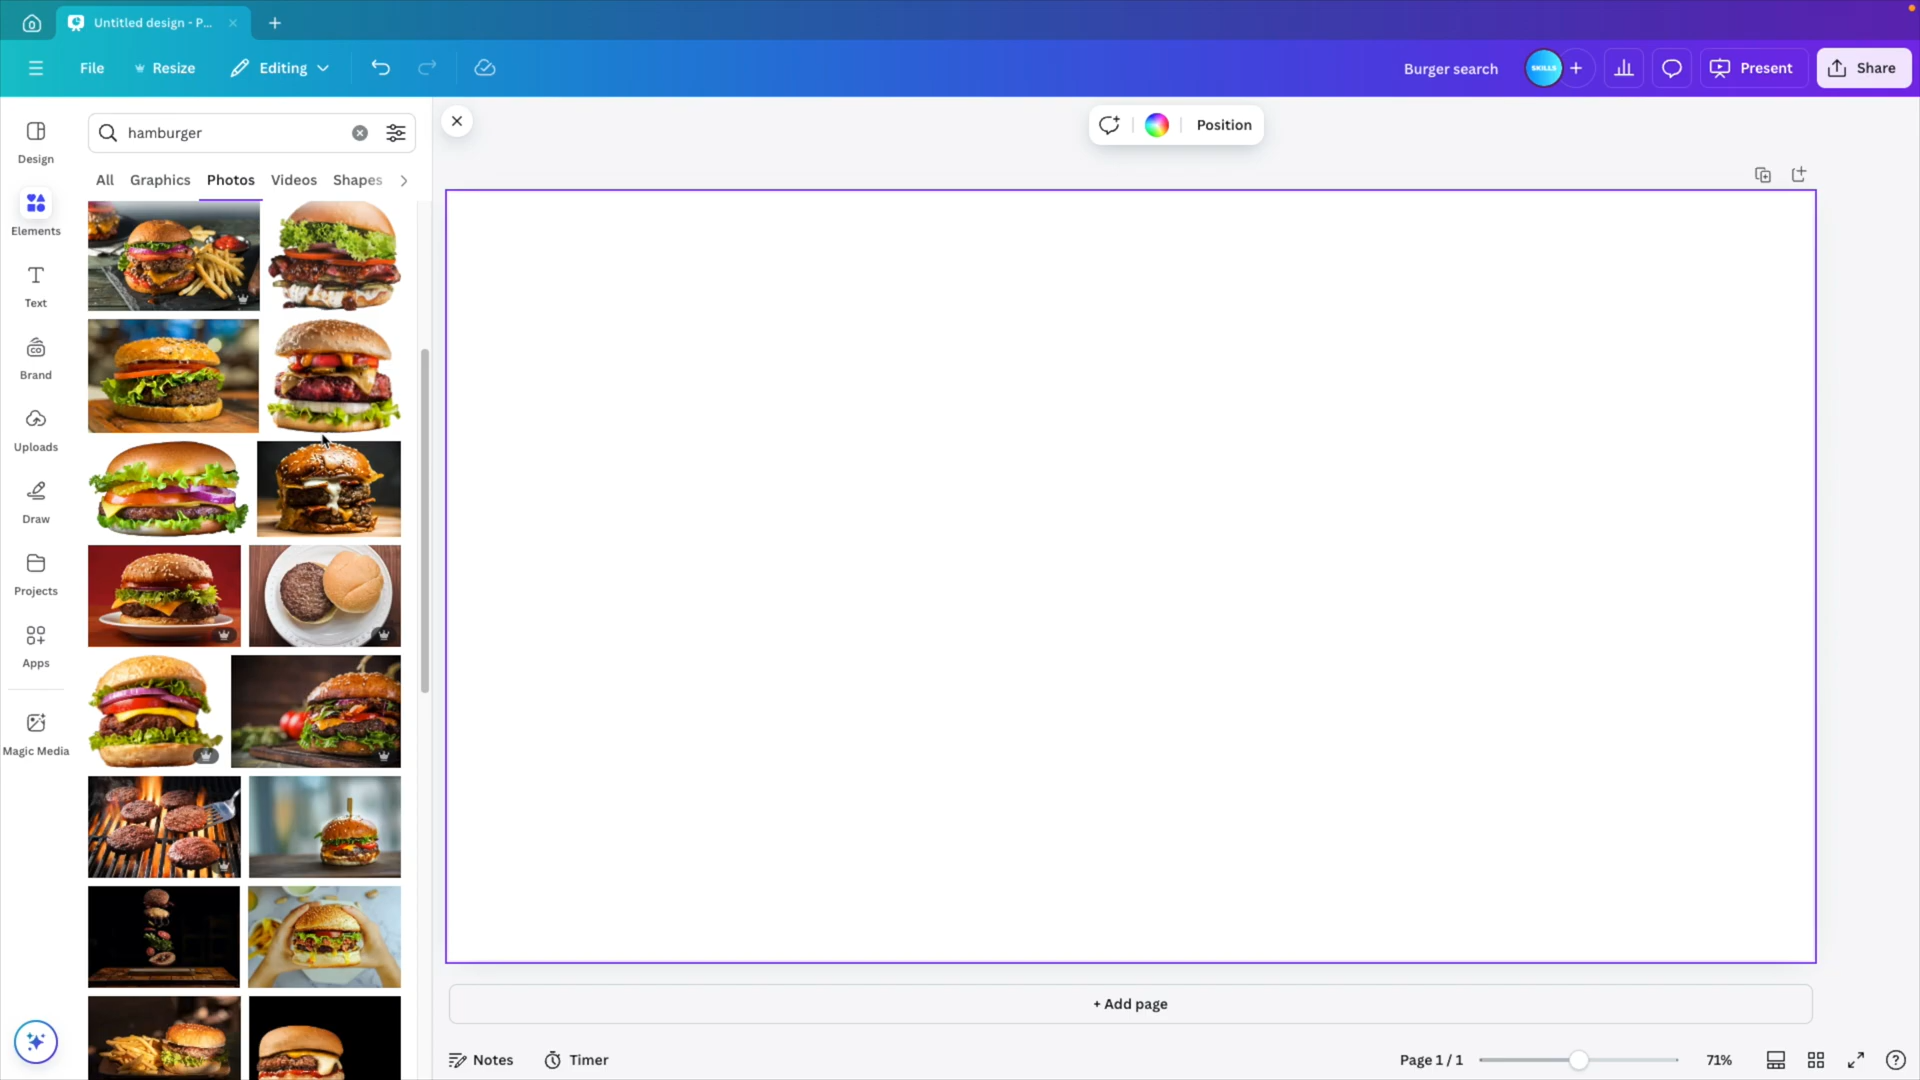 Untitled design - P...
File
Resize
Editing
Burger search
SKILLS
Present
Share
Design
Elements
Text
Brand
Uploads
Draw
Projects
Apps
Magic Media
hamburger
All
Graphics
Photos
Videos
Shapes
Position
+ Add page
Notes
Timer
Page 1 / 1
71%